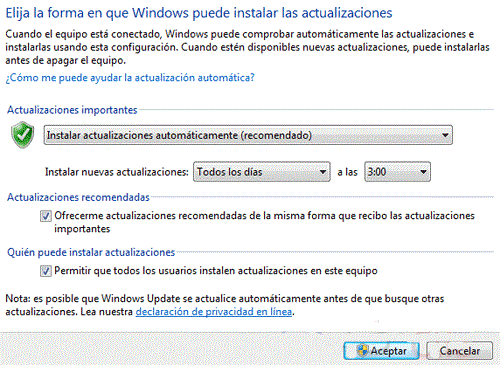 Elija la forma en que Windows puede instalar las actualizaciones
Cuando el equipo está conectado, Windows puede comprobar automáticamente las actualizaciones e
instalarlas usando esta configuración. Cuando estén disponibles nuevas actualizaciones, puede instalarlas
antes de apagar el equipo.
¿Cómo me puede ayudar la actualización automática?
Actualizaciones importantes
Instalar actualizaciones automáticamente (recomendado)
Instalar nuevas actualizaciones: Todos los días a las 3:00
Actualizaciones recomendadas
Ofrecerme actualizaciones recomendadas de la misma forma que recibo las actualizaciones
importantes
Quién puede instalar actualizaciones
Permitir que todos los usuarios instalen actualizaciones en este equipo
Nota: es posible que Windows Update se actualice automáticamente antes de que busque otras
actualizaciones. Lea nuestra declaración de privacidad en línea.
Aceptar Cancelar